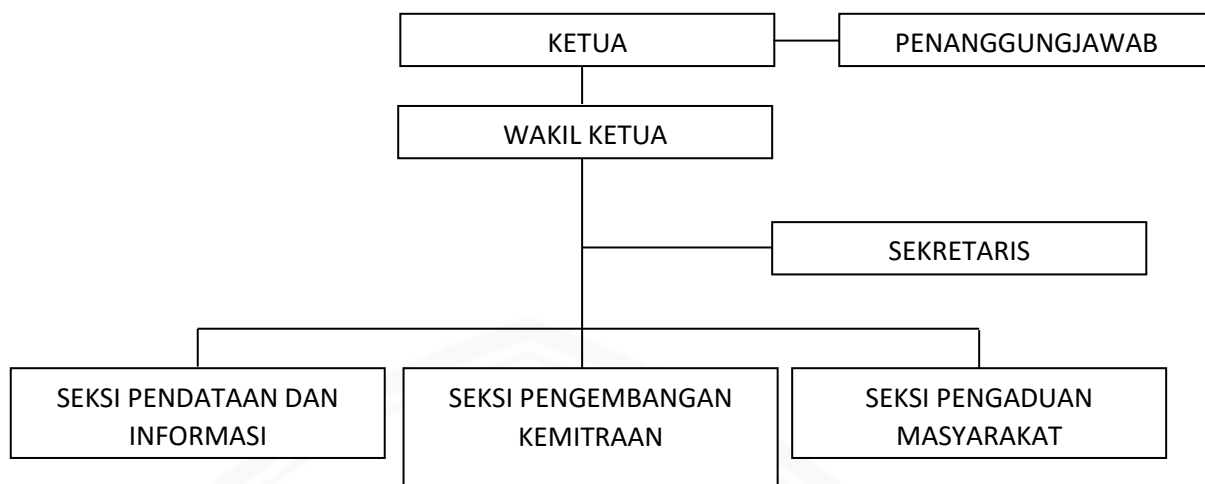 KETUA
PENANGGUNGJAWAB
WAKIL KETUA
SEKRETARIS
SEKSI PENDATAAN DAN
INFORMASI
SEKSI PENGEMBANGAN
KEMITRAAN
SEKSI PENGADUAN
MASYARAKAT